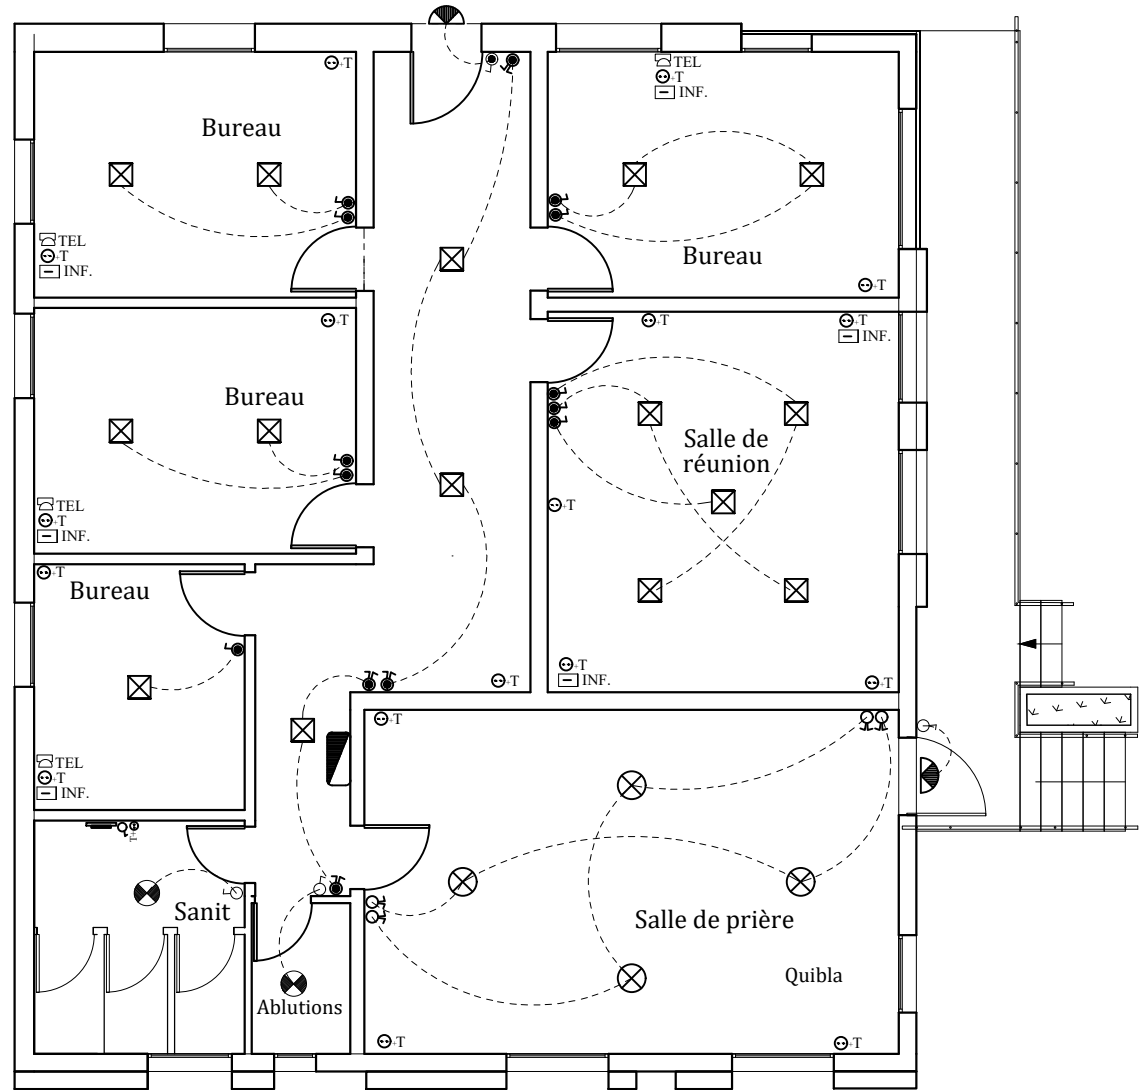 +T
TEL
+T
INF.
Bureau
TEL
+T
INF.
Bureau
+T
+T
Bureau
TEL
+T
INF.
+T
+T
INF.
Salle de
réunion
+T
+T
INF.
+T
+T
+T
Bureau
TEL
+T
INF.
+T
T+
Sanit
Ablutions
+T
Salle de prière
Quibla
+T
+T